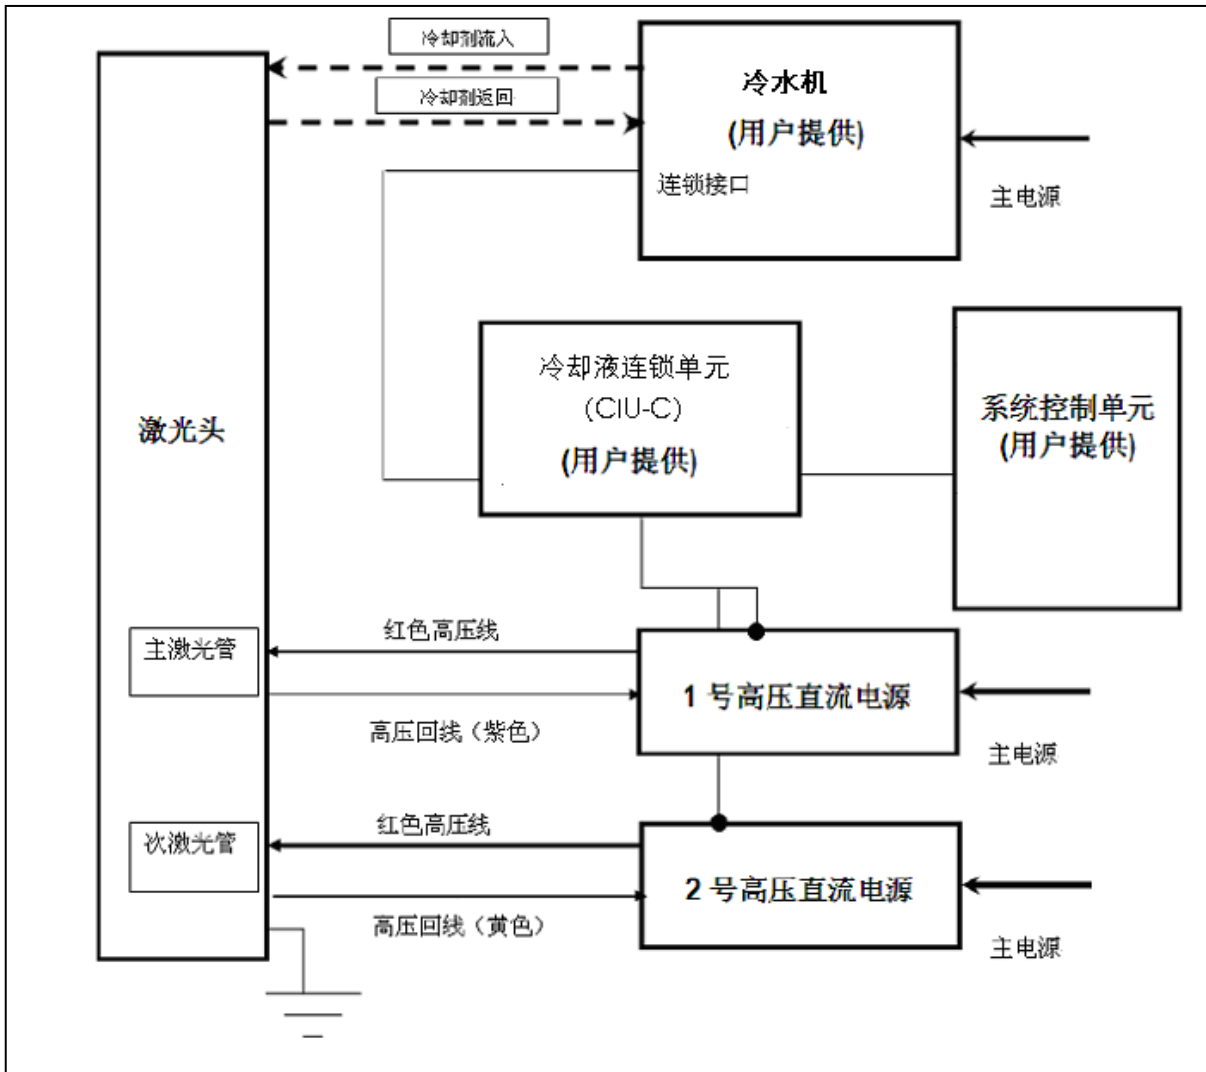 冷却剂流入
冷却剂返回
冷水机
(用户提供)
连锁接口
主电源
冷却液连锁单元
(CIU-C)
(用户提供)
系统控制单元
(用户提供)
激光头
主激光管
红色高压线
高压回线（紫色）
1 号高压直流电源
主电源
次激光管
红色高压线
高压回线（黄色）
2 号高压直流电源
主电源